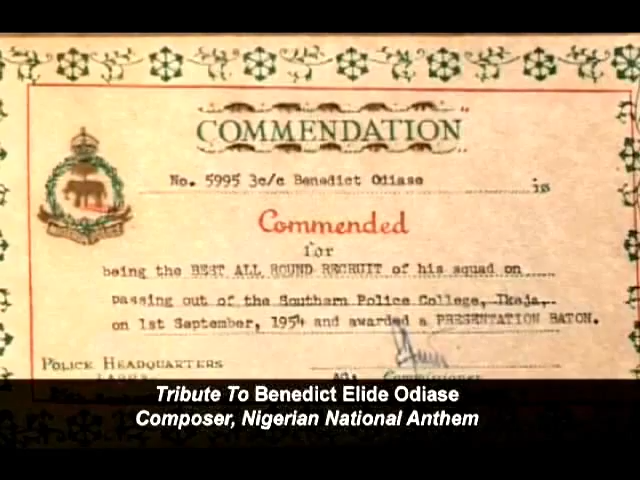 COMMENDATION
No. 5995 3c/c Benedict Odiase is
Commended
for
being the BEST ALL ROUND RECRUIT of his squad on
passing out of the Southern Police College, Ikeja,
on 1st September, 1954 and awarded a PRESENTATION BATON.
POLICE HEADQUARTERS
Commissioner
Tribute To Benedict Elide Odiase
Composer, Nigerian National Anthem